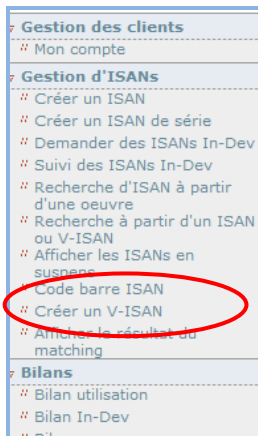 Gestion des clients
Mon compte
Gestion d'ISANs
Créer un ISAN
Créer un ISAN de série
Demander des ISANs In-Dev
Suivi des ISANs In-Dev
Recherche d'ISAN à partir
d'une oeuvre
Recherche à partir d'un ISAN
ou V-ISAN
Afficher les ISANs en
suspens
Code barre ISAN
Créer un V-ISAN
Afficher le résultat du
matching
Bilans
Bilan utilisation
Bilan In-Dev